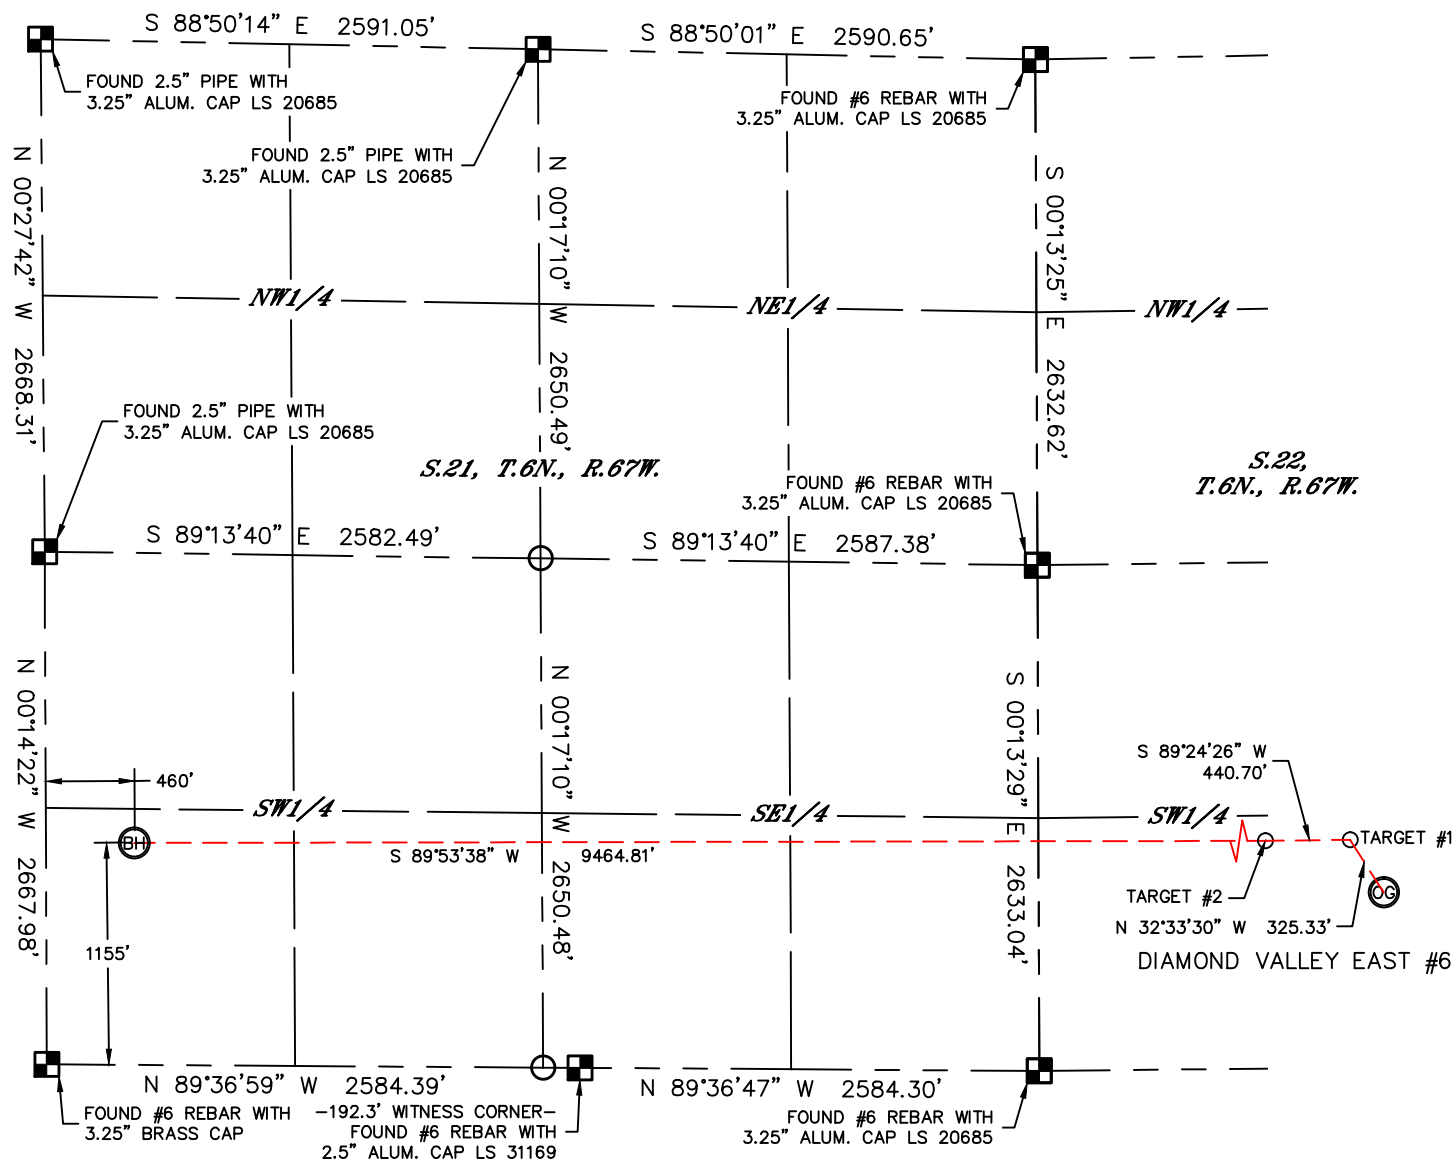 S 88°50'14" E 2591.05'
S 88°50'01" E 2590.65'
FOUND 2.5" PIPE WITH
3.25" ALUM. CAP LS 20685
FOUND 2.5" PIPE WITH
3.25" ALUM. CAP LS 20685
FOUND #6 REBAR WITH
3.25" ALUM. CAP LS 20685
N 00°27'42" W 2668.31'
N 00°17'10" W 2650.49'
S 00°13'25" E 2632.62'
NW1/4
NE1/4
NW1/4
FOUND 2.5" PIPE WITH
3.25" ALUM. CAP LS 20685
S.21, T.6N., R.67W.
FOUND #6 REBAR WITH
3.25" ALUM. CAP LS 20685
S.22,
T.6N., R.67W.
S 89°13'40" E 2582.49'
S 89°13'40" E 2587.38'
N 00°14'22" W 2667.98'
N 00°17'10" W 2650.48'
S 00°13'29" E 2633.04'
S 89°24'26" W
440.70'
460'
SW1/4
SE1/4
SW1/4
BH
S 89°53'38" W 9464.81'
TARGET #1
TARGET #2
OG
N 32°33'30" W 325.33'
DIAMOND VALLEY EAST #6
1155'
N 89°36'59" W 2584.39'
N 89°36'47" W 2584.30'
FOUND #6 REBAR WITH
3.25" BRASS CAP
-192.3' WITNESS CORNER-
FOUND #6 REBAR WITH
2.5" ALUM. CAP LS 31169
FOUND #6 REBAR WITH
3.25" ALUM. CAP LS 20685